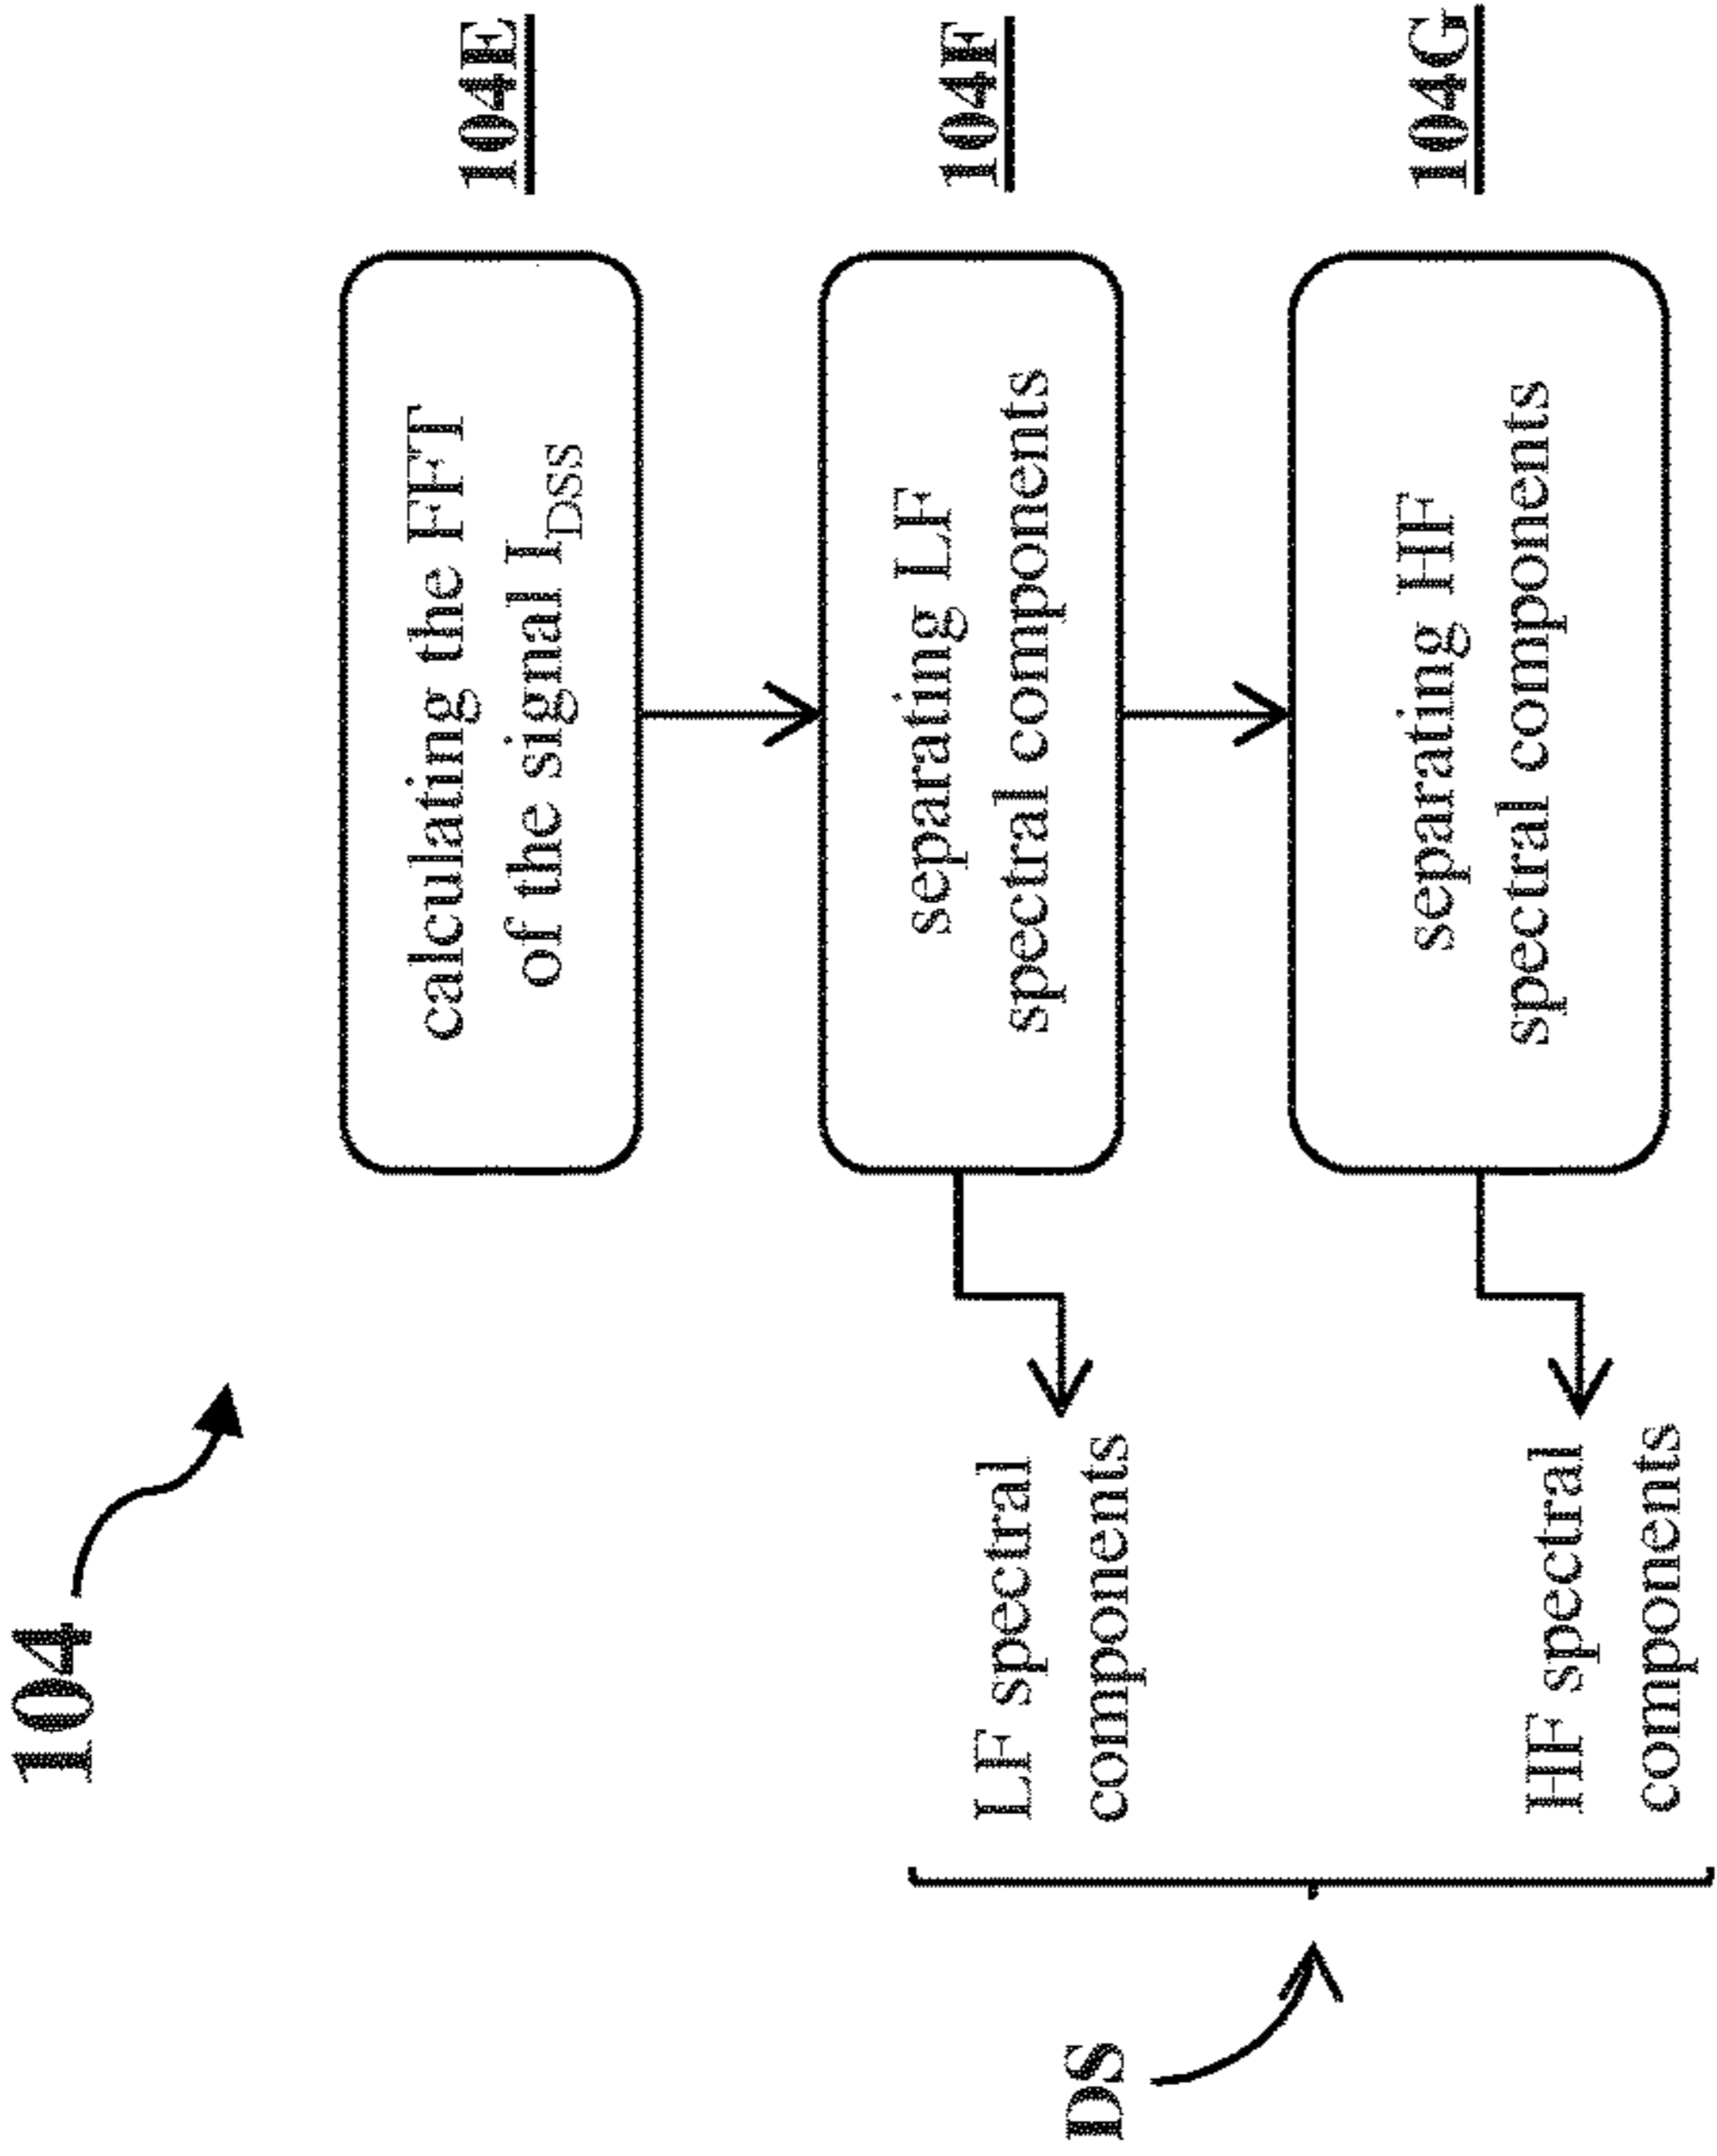 104
calculating the FFT
of the signal I_DSS
104E
separating LF
spectral components
104F
LF spectral
components
separating HF
spectral components
104G
HF spectral
components
DS